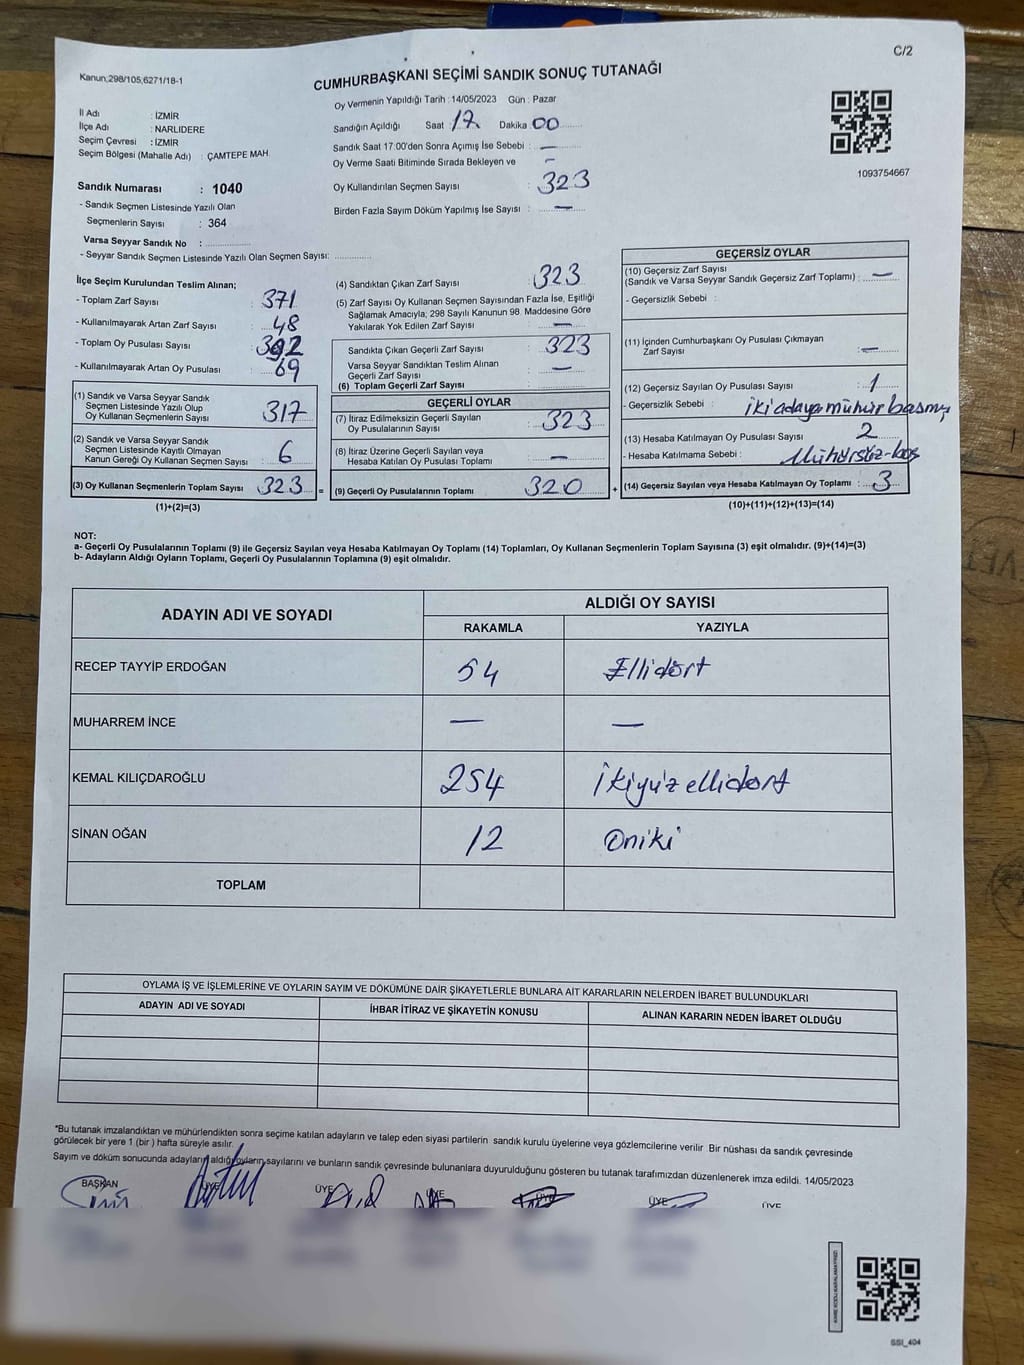 C/2
Kanun;298/105,6271/18-1
CUMHURBAŞKANI SEÇİMİ SANDIK SONUÇ TUTANAĞI
İl Adı : İZMİR
İlçe Adı : NARLIDERE
Seçim Çevresi : İZMİR
Seçim Bölgesi (Mahalle Adı) : ÇAMTEPE MAH.
Sandık Numarası : 1040
- Sandık Seçmen Listesinde Yazılı Olan
Seçmenlerin Sayısı : 364
Varsa Seyyar Sandık No : ..............
- Seyyar Sandık Seçmen Listesinde Yazılı Olan Seçmen Sayısı: ............
Oy Vermenin Yapıldığı Tarih : 14/05/2023 Gün : Pazar
Sandığın Açıldığı Saat 17 Dakika 00
Sandık Saat 17:00'den Sonra Açımış İse Sebebi : —
Oy Verme Saati Bitiminde Sırada Bekleyen ve –
Oy Kullandırılan Seçmen Sayısı : 323
Birden Fazla Sayım Döküm Yapılmış İse Sayısı : —
1093754667
İlçe Seçim Kurulundan Teslim Alınan;
- Toplam Zarf Sayısı : 371
- Kullanılmayarak Artan Zarf Sayısı : 48
- Toplam Oy Pusulası Sayısı : 392
- Kullanılmayarak Artan Oy Pusulası : 69
(1) Sandık ve Varsa Seyyar Sandık
Seçmen Listesinde Yazılı Olup
Oy Kullanan Seçmenlerin Sayısı : 317
(2) Sandık ve Varsa Seyyar Sandık
Seçmen Listesinde Kayıtlı Olmayan
Kanun Gereği Oy Kullanan Seçmen Sayısı : 6
(3) Oy Kullanan Seçmenlerin Toplam Sayısı : 323 =
(1)+(2)=(3)
(4) Sandıktan Çıkan Zarf Sayısı : 323
(5) Zarf Sayısı Oy Kullanan Seçmen Sayısından Fazla İse, Eşitliği
Sağlamak Amacıyla; 298 Sayılı Kanunun 98. Maddesine Göre
Yakılarak Yok Edilen Zarf Sayısı : —
Sandıkta Çıkan Geçerli Zarf Sayısı : 323
Varsa Seyyar Sandıktan Teslim Alınan
Geçerli Zarf Sayısı : —
(6) Toplam Geçerli Zarf Sayısı :
GEÇERLİ OYLAR
(7) İtiraz Edilmeksizin Geçerli Sayılan
Oy Pusulalarının Sayısı : 323
(8) İtiraz Üzerine Geçerli Sayılan veya
Hesaba Katılan Oy Pusulası Toplamı : —
(9) Geçerli Oy Pusulalarının Toplamı : 320 +
GEÇERSİZ OYLAR
(10) Geçersiz Zarf Sayısı
(Sandık ve Varsa Seyyar Sandık Geçersiz Zarf Toplamı) : —
- Geçersizlik Sebebi :
(11) İçinden Cumhurbaşkanı Oy Pusulası Çıkmayan
Zarf Sayısı : —
(12) Geçersiz Sayılan Oy Pusulası Sayısı : 1
- Geçersizlik Sebebi : iki adaya mühür basmış
(13) Hesaba Katılmayan Oy Pusulası Sayısı : 2
- Hesaba Katılmama Sebebi : Mühürsüz-boş
(14) Geçersiz Sayılan veya Hesaba Katılmayan Oy Toplamı : 3
(10)+(11)+(12)+(13)=(14)
NOT:
a- Geçerli Oy Pusulalarının Toplamı (9) ile Geçersiz Sayılan veya Hesaba Katılmayan Oy Toplamı (14) Toplamları, Oy Kullanan Seçmenlerin Toplam Sayısına (3) eşit olmalıdır. (9)+(14)=(3)
b- Adayların Aldığı Oyların Toplamı, Geçerli Oy Pusulalarının Toplamına (9) eşit olmalıdır.
ADAYIN ADI VE SOYADI ALDIĞI OY SAYISI
RAKAMLA YAZIYLA
RECEP TAYYİP ERDOĞAN 54 Ellidört
MUHARREM İNCE — —
KEMAL KILIÇDAROĞLU 254 İkiyüzellidört
SİNAN OĞAN 12 Oniki
TOPLAM
OYLAMA İŞ VE İŞLEMLERİNE VE OYLARIN SAYIM VE DÖKÜMÜNE DAİR ŞİKAYETLERLE BUNLARA AİT KARARLARIN NELERDEN İBARET BULUNDUKLARI
ADAYIN ADI VE SOYADI İHBAR İTİRAZ VE ŞİKAYETİN KONUSU ALINAN KARARIN NEDEN İBARET OLDUĞU
*Bu tutanak imzalandıktan ve mühürlendikten sonra seçime katılan adayların ve talep eden siyasi partilerin sandık kurulu üyelerine veya gözlemcilerine verilir Bir nüshası da sandık çevresinde
görülecek bir yere 1 (bir ) hafta süreyle asılır.
Sayım ve döküm sonucunda adayların aldığı oyların sayılarını ve bunların sandık çevresinde bulunanlara duyurulduğunu gösteren bu tutanak tarafımızdan düzenlenerek imza edildi. 14/05/2023
BAŞKAN ÜYE ÜYE ÜYE ÜYE ÜYE ÜYE
SSI_404